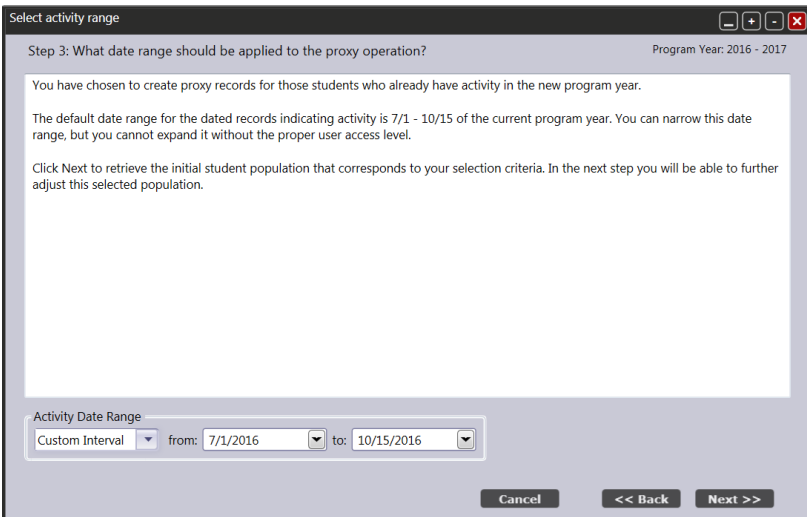 Select activity range
Step 3: What date range should be applied to the proxy operation?
Program Year: 2016 - 2017
You have chosen to create proxy records for those students who already have activity in the new program year.
The default date range for the dated records indicating activity is 7/1 - 10/15 of the current program year. You can narrow this date
range, but you cannot expand it without the proper user access level.
Click Next to retrieve the initial student population that corresponds to your selection criteria. In the next step you will be able to further
adjust this selected population.
Activity Date Range
Custom Interval from: 7/1/2016 to: 10/15/2016
Cancel << Back Next >>